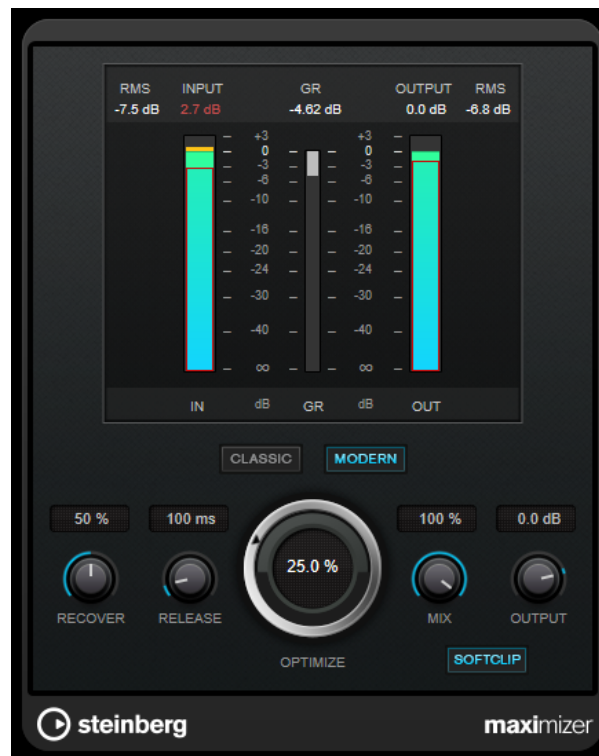 RMS INPUT GR OUTPUT RMS
-7.5 dB 2.7 dB -4.62 dB 0.0 dB -6.8 dB
+3 +3
0 0
-3 -3
-6 -6
-10 -10
-16 -16
-20 -20
-24 -24
-30 -30
-40 -40
∞ ∞
IN dB GR dB OUT
CLASSIC MODERN
50 % 100 ms 100 % 0.0 dB
25.0 %
RECOVER RELEASE MIX OUTPUT
OPTIMIZE SOFTCLIP
steinberg maximizer